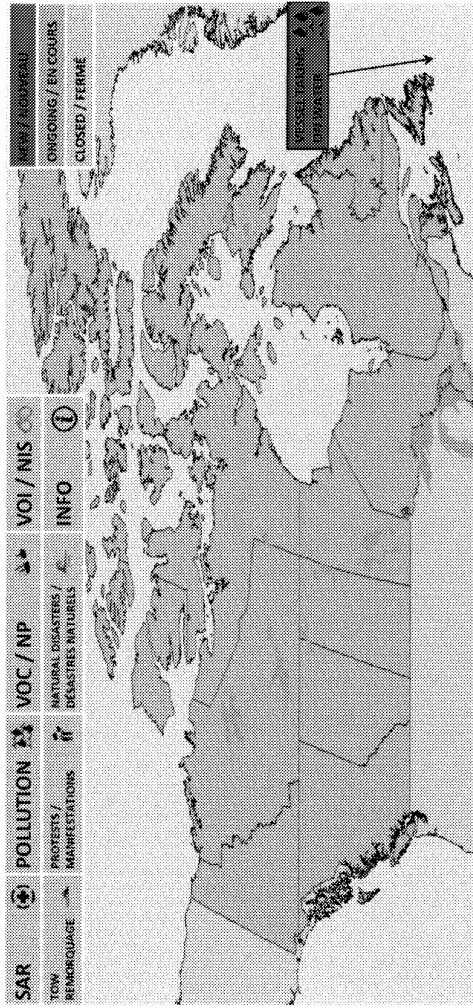 SAR
POLLUTION
VOC / NP
VOI / NIS
TOW
REMORQUAGE
PROTESTS /
MANIFESTATIONS
NATURAL DISASTERS /
DÉSASTRES NATURELS
INFO
NEW / NOUVEAU
ONGOING / EN COURS
CLOSED / FERMÉ
VESSEL TAKING
ON WATER